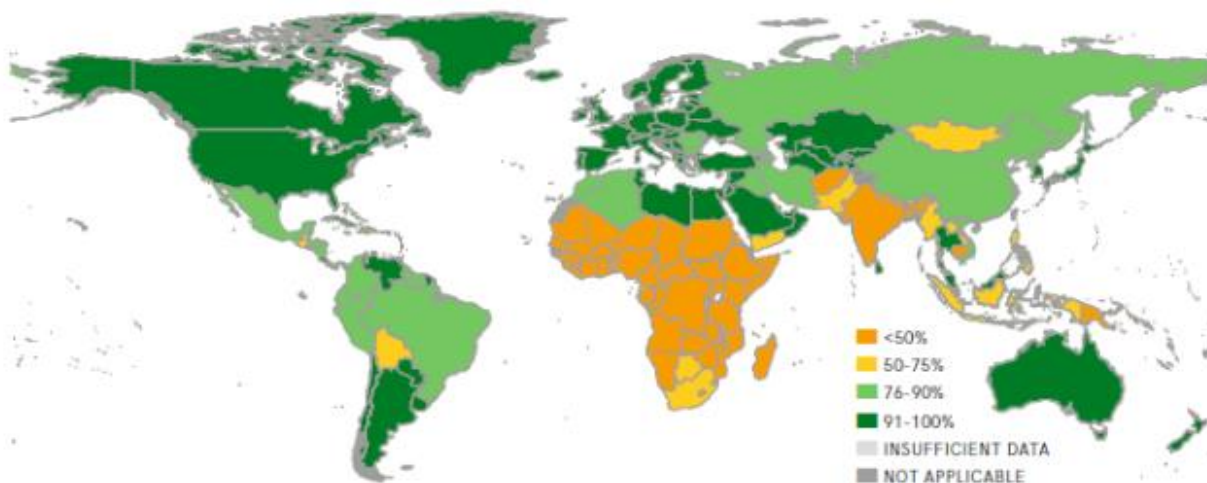 <50%
50-75%
76-90%
91-100%
INSUFFICIENT DATA
NOT APPLICABLE